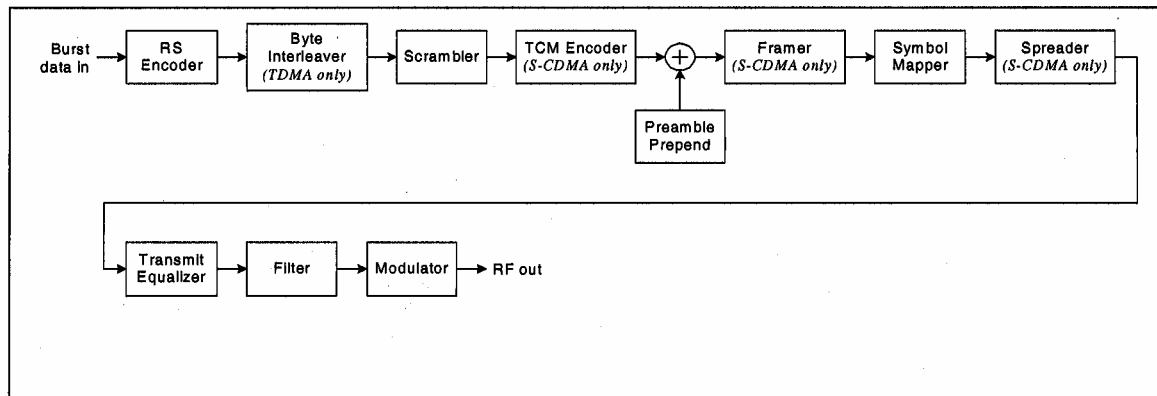 Burst
data in
RS
Encoder
Byte
Interleaver
(TDMA only)
Scrambler
TCM Encoder
(S-CDMA only)
+
Framer
(S-CDMA only)
Symbol
Mapper
Spreader
(S-CDMA only)
Preamble
Prepend
Transmit
Equalizer
Filter
Modulator
RF out